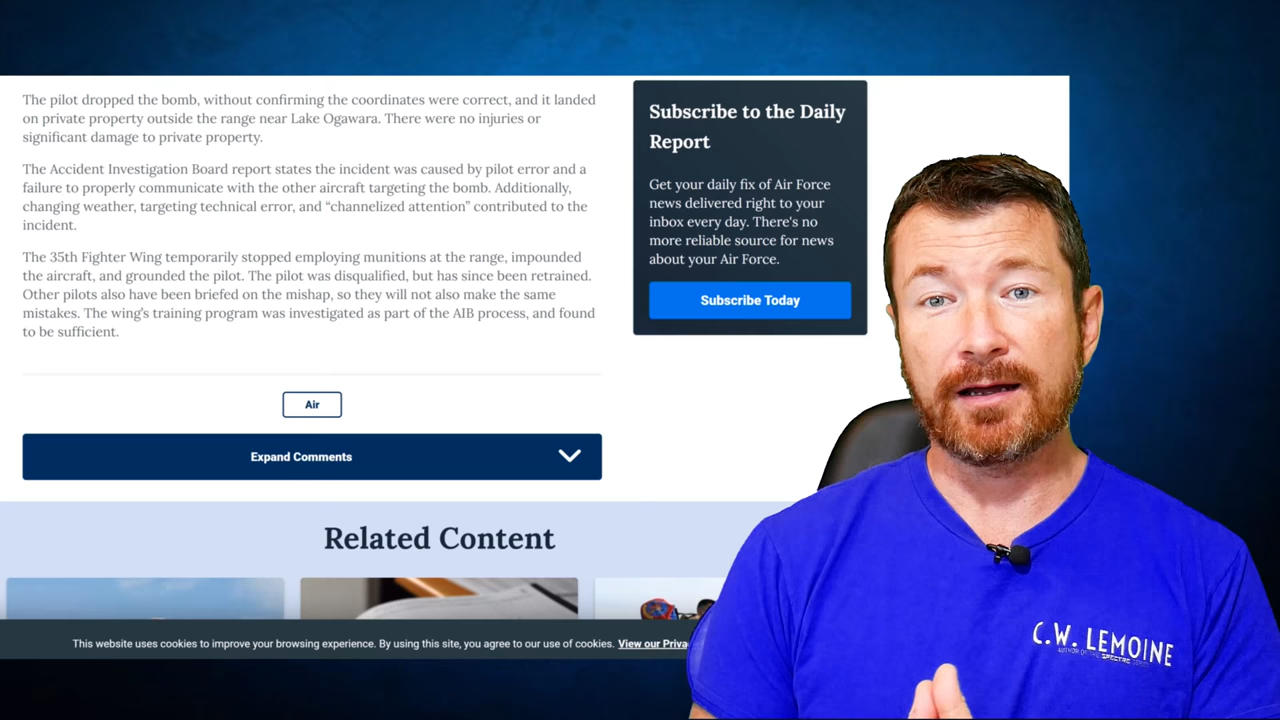 The pilot dropped the bomb, without confirming the coordinates were correct, and it landed
on private property outside the range near Lake Ogawara. There were no injuries or
significant damage to private property.
The Accident Investigation Board report states the incident was caused by pilot error and a
failure to properly communicate with the other aircraft targeting the bomb. Additionally,
changing weather, targeting technical error, and “channelized attention” contributed to the
incident.
The 35th Fighter Wing temporarily stopped employing munitions at the range, impounded
the aircraft, and grounded the pilot. The pilot was disqualified, but has since been retrained.
Other pilots also have been briefed on the mishap, so they will not also make the same
mistakes. The wing’s training program was investigated as part of the AIB process, and found
to be sufficient.
Air
Expand Comments
Subscribe to the Daily
Report
Get your daily fix of Air Force
news delivered right to your
inbox every day. There's no
more reliable source for news
about your Air Force.
Subscribe Today
Related Content
This website uses cookies to improve your browsing experience. By using this site, you agree to our use of cookies. View our Priva
C.W. LEMOINE
AUTHOR OF THE SPECTRE SERIES